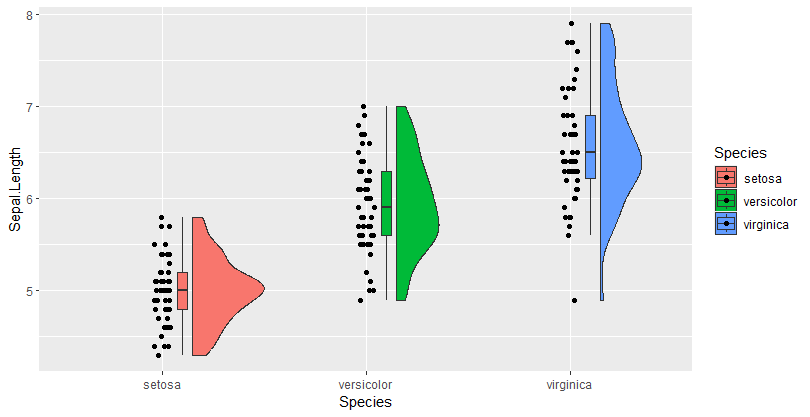 8
7
6
5
Sepal.Length
setosa
versicolor
virginica
Species
Species
setosa
versicolor
virginica